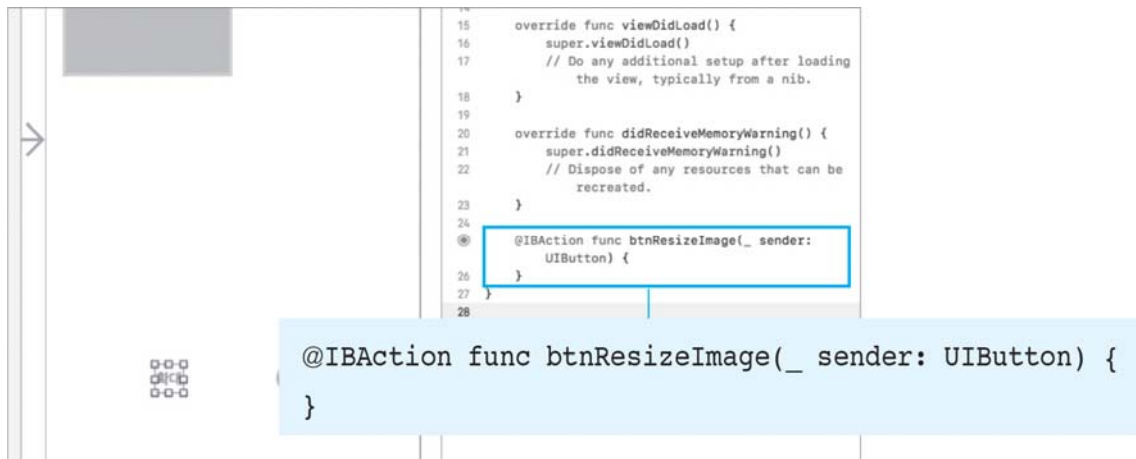 15 override func viewDidLoad() {
16 super.viewDidLoad()
17 // Do any additional setup after loading
the view, typically from a nib.
18 }
19
20 override func didReceiveMemoryWarning() {
21 super.didReceiveMemoryWarning()
22 // Dispose of any resources that can be
recreated.
23 }
24
@IBAction func btnResizeImage(_ sender:
UIButton) {
26 }
27 }
28
확대
@IBAction func btnResizeImage(_ sender: UIButton) {
}